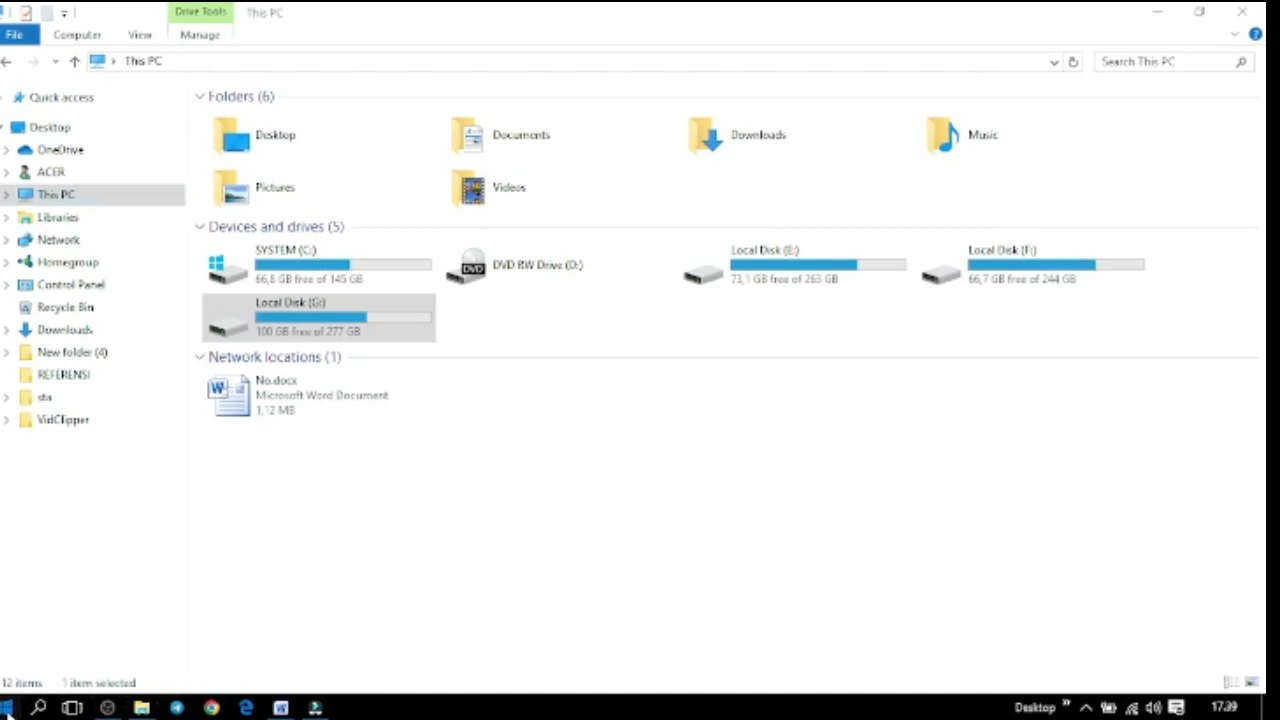 Drive Tools This PC
File Computer View Manage
This PC Search This PC
Quick access
Desktop
OneDrive
ACER
This PC
Libraries
Network
Homegroup
Control Panel
Recycle Bin
Downloads
New folder (4)
REFERENSI
sta
VidClipper
Folders (6)
Desktop Documents Downloads Music
Pictures Videos
Devices and drives (5)
SYSTEM (C:)
66,8 GB free of 145 GB
DVD RW Drive (D:)
DVD
Local Disk (E:)
73,1 GB free of 263 GB
Local Disk (F:)
66,7 GB free of 244 GB
Local Disk (G:)
100 GB free of 277 GB
Network locations (1)
No.docx
Microsoft Word Document
1,12 MB
12 items 1 item selected
Desktop 17.39